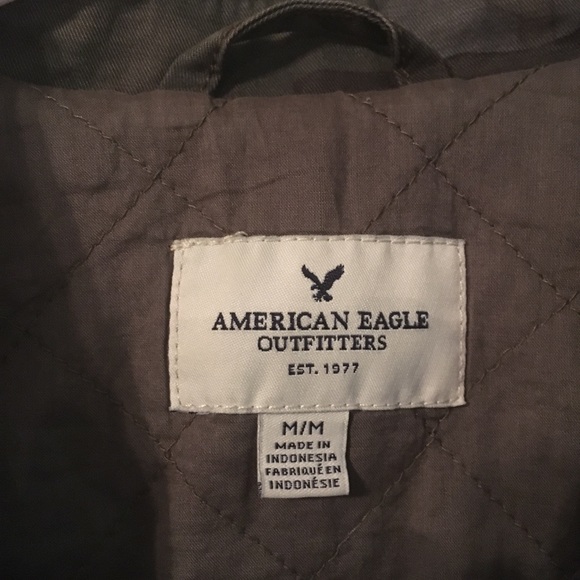 AMERICAN EAGLE
OUTFITTERS
EST. 1977
M/M
MADE IN
INDONESIA
FABRIQUÉ EN
INDONÉSIE